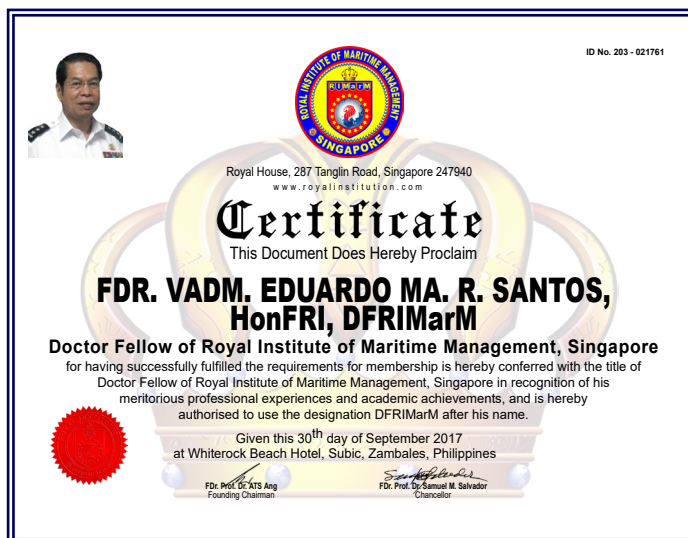 ID No. 203 - 021761
ROYAL INSTITUTE OF MARITIME MANAGEMENT
RIMarM
SINGAPORE
Royal House, 287 Tanglin Road, Singapore 247940
www.royalinstitution.com
Certificate
This Document Does Hereby Proclaim
FDR. VADM. EDUARDO MA. R. SANTOS,
HonFRI, DFRIMarM
Doctor Fellow of Royal Institute of Maritime Management, Singapore
for having successfully fulfilled the requirements for membership is hereby conferred with the title of
Doctor Fellow of Royal Institute of Maritime Management, Singapore in recognition of his
meritorious professional experiences and academic achievements, and is hereby
authorised to use the designation DFRIMarM after his name.
Given this 30th day of September 2017
at Whiterock Beach Hotel, Subic, Zambales, Philippines
FDr. Prof. Dr. ATS Ang
Founding Chairman
FDr. Prof. Dr. Samuel M. Salvador
Chancellor